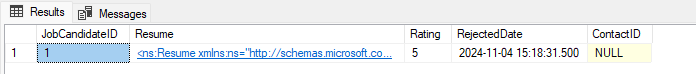 Results Messages
JobCandidateID Resume Rating RejectedDate ContactID
1 1 <ns:Resume xmlns:ns="http://schemas.microsoft.co... 5 2024-11-04 15:18:31.500 NULL